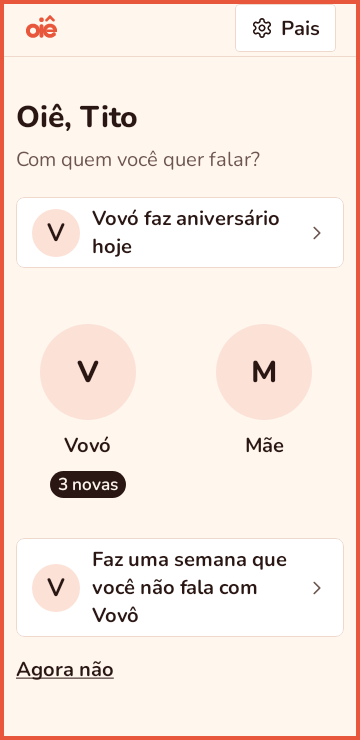 oiê
Pais
Oiê, Tito
Com quem você quer falar?
V
Vovó faz aniversário
hoje
V
M
Vovó
Mãe
3 novas
V
Faz uma semana que
você não fala com
Vovô
Agora não